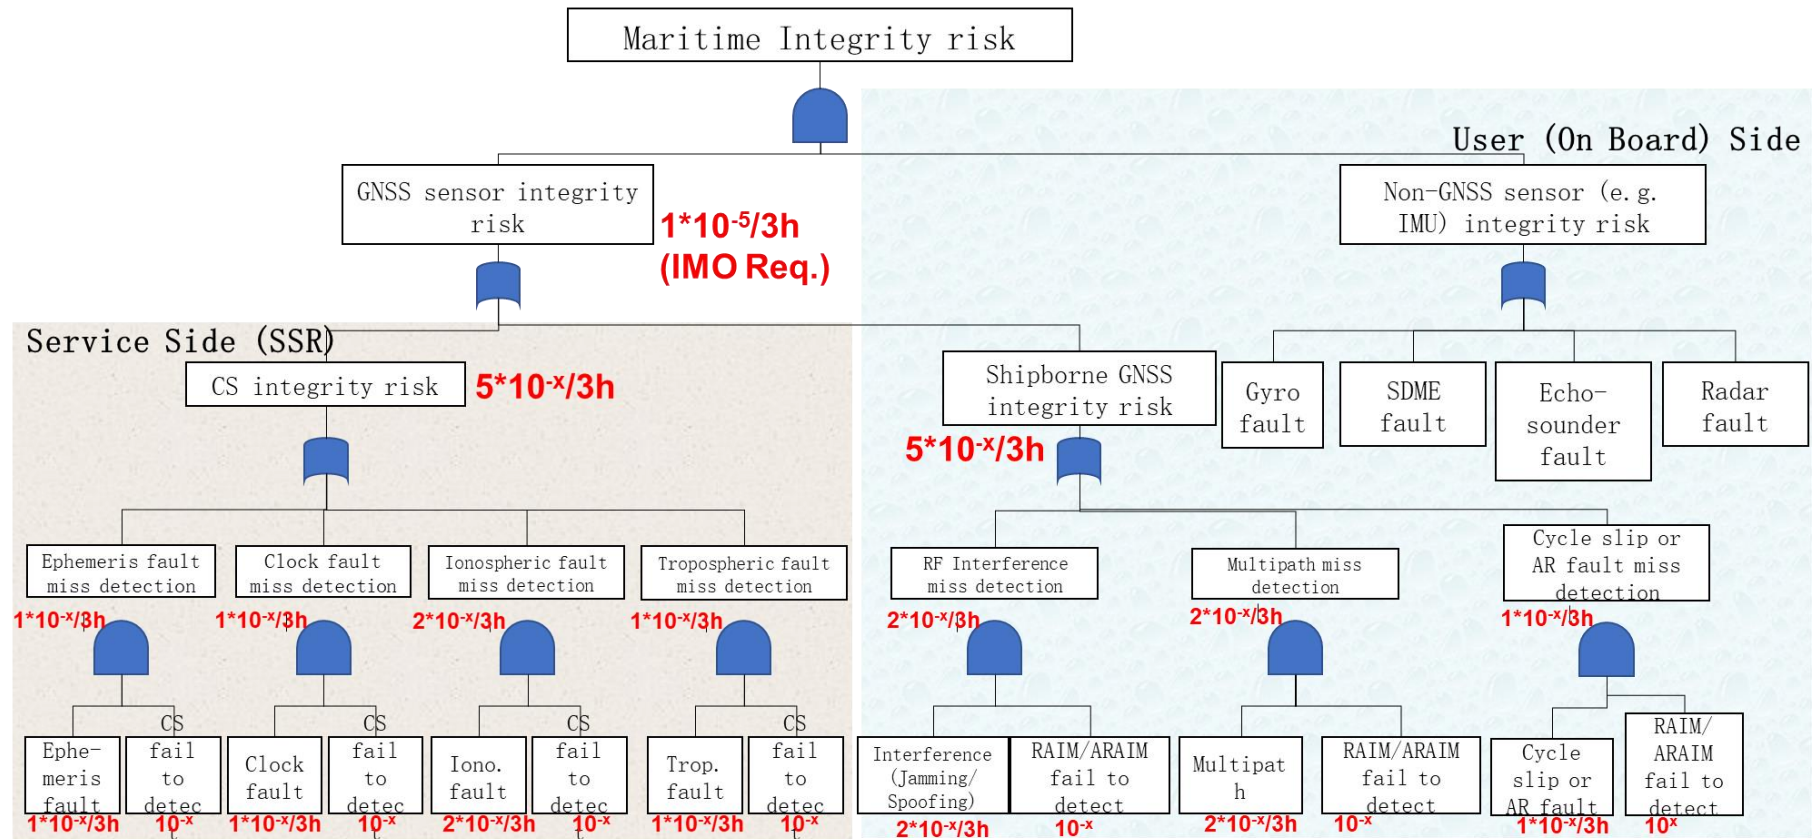 Maritime Integrity risk
User (On Board) Side
GNSS sensor integrity
risk
1*10⁻⁵/3h
(IMO Req.)
Non-GNSS sensor (e.g.
IMU) integrity risk
Service Side (SSR)
CS integrity risk
5*10⁻ˣ/3h
Shipborne GNSS
integrity risk
5*10⁻ˣ/3h
Gyro
fault
SDME
fault
Echo-
sounder
fault
Radar
fault
Ephemeris fault
miss detection
1*10⁻ˣ/3h
Clock fault
miss detection
1*10⁻ˣ/3h
Ionospheric fault
miss detection
2*10⁻ˣ/3h
Tropospheric fault
miss detection
1*10⁻ˣ/3h
RF Interference
miss detection
2*10⁻ˣ/3h
Multipath miss
detection
2*10⁻ˣ/3h
Cycle slip or
AR fault miss
detection
1*10⁻ˣ/3h
Ephe-
meris
fault
1*10⁻ˣ/3h
CS
fail
to
detec
t
10⁻ˣ
Clock
fault
1*10⁻ˣ/3h
CS
fail
to
detec
t
10⁻ˣ
Iono.
fault
2*10⁻ˣ/3h
CS
fail
to
detec
t
10⁻ˣ
Trop.
fault
1*10⁻ˣ/3h
CS
fail
to
detec
t
10⁻ˣ
Interference
(Jamming/
Spoofing)
2*10⁻ˣ/3h
RAIM/ARAIM
fail to
detect
10⁻ˣ
Multipat
h
2*10⁻ˣ/3h
RAIM/ARAIM
fail to
detect
10⁻ˣ
Cycle
slip or
AR fault
1*10⁻ˣ/3h
RAIM/
ARAIM
fail to
detect
10ˣ